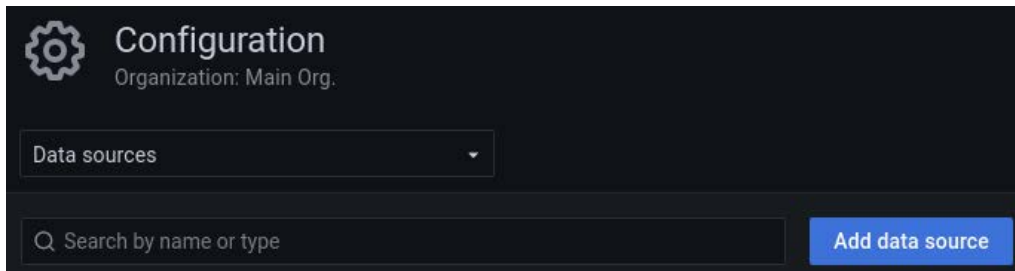 Configuration
Organization: Main Org.
Data sources
Search by name or type
Add data source